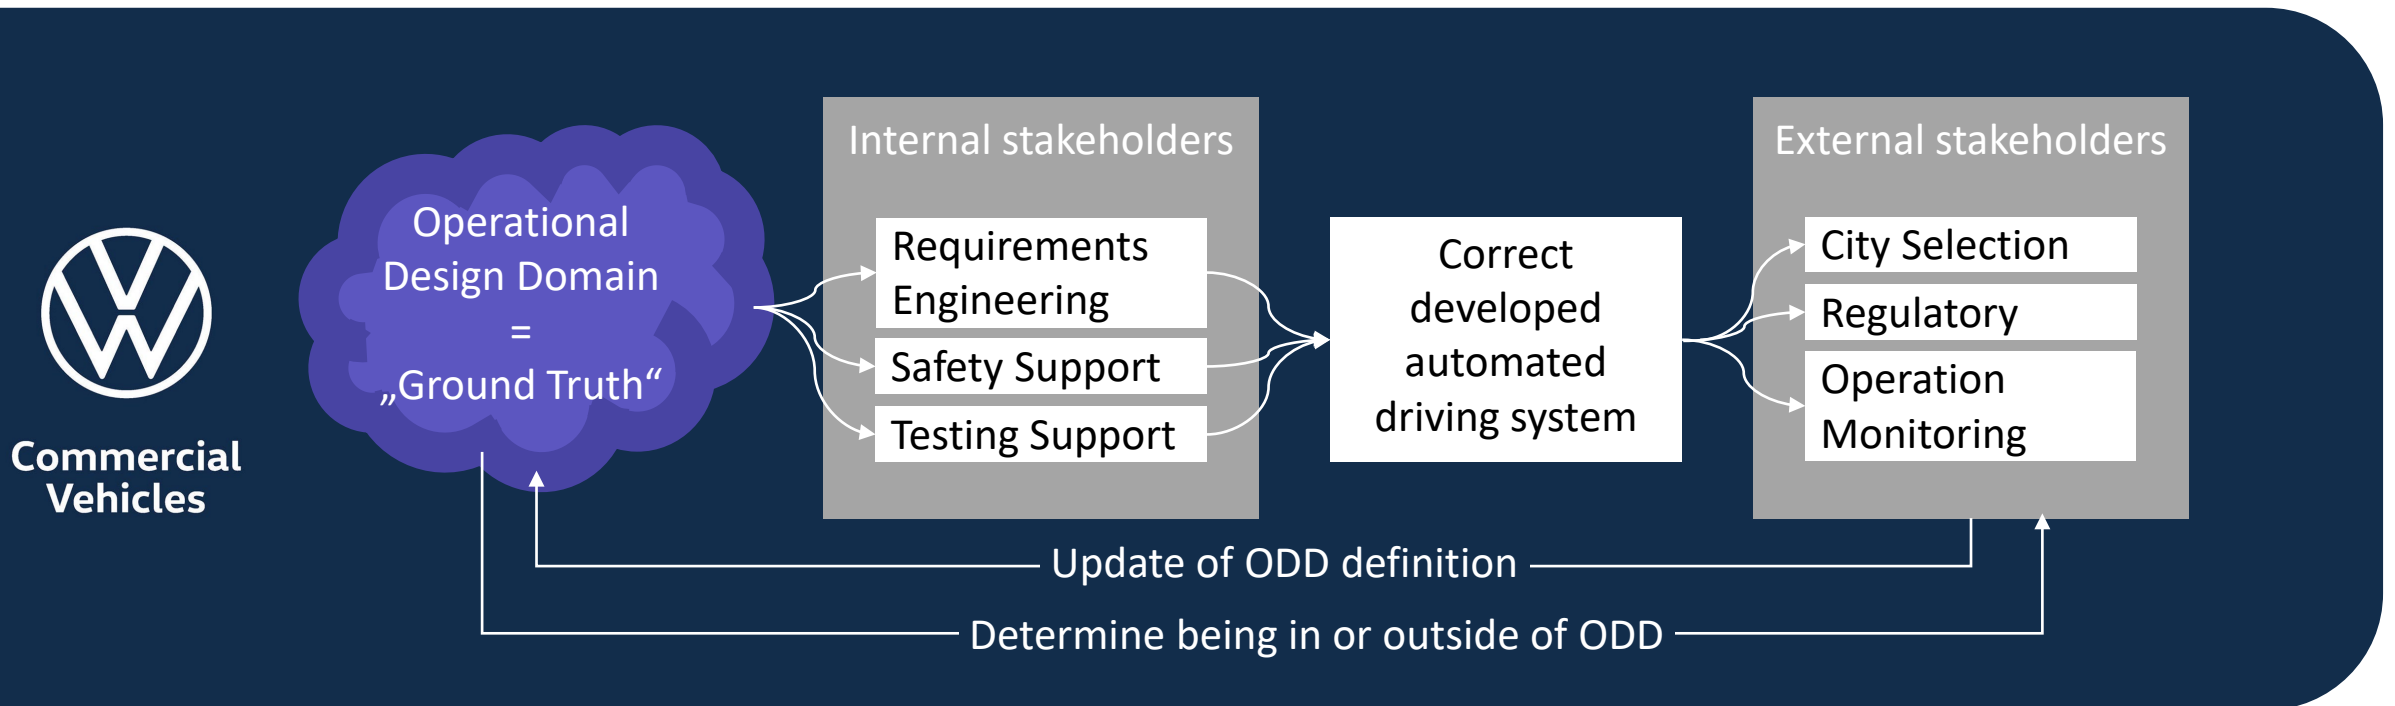 Commercial
Vehicles
Operational
Design Domain
=
„Ground Truth“
Internal stakeholders
Requirements
Engineering
Safety Support
Testing Support
Correct
developed
automated
driving system
External stakeholders
City Selection
Regulatory
Operation
Monitoring
Update of ODD definition
Determine being in or outside of ODD